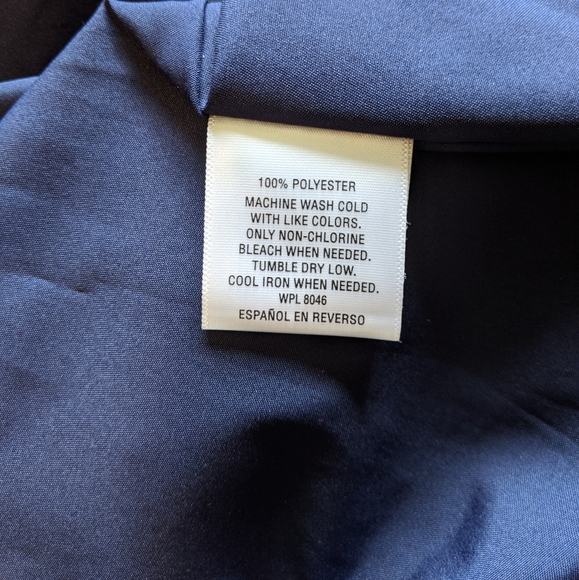 100% POLYESTER
MACHINE WASH COLD
WITH LIKE COLORS.
ONLY NON-CHLORINE
BLEACH WHEN NEEDED.
TUMBLE DRY LOW.
COOL IRON WHEN NEEDED.
WPL 8046
ESPAÑOL EN REVERSO